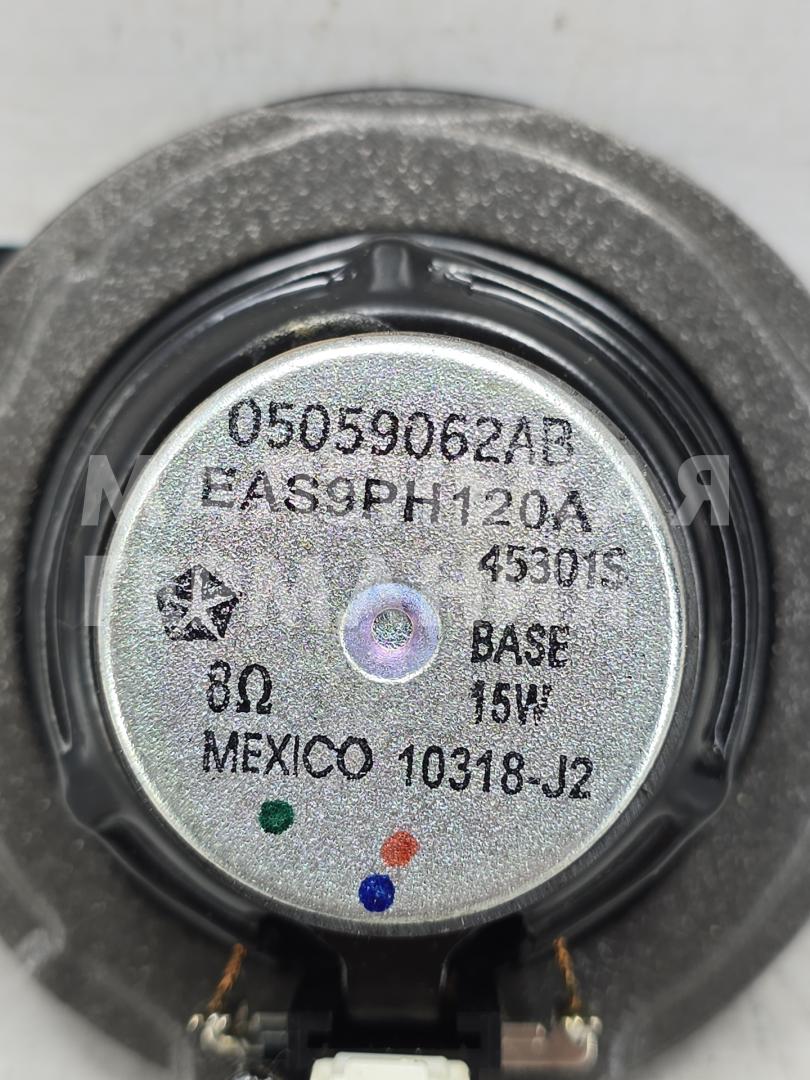 05059062AB
EAS9PH120A
45301S
BASE
8Ω
15W
MEXICO 10318-J2